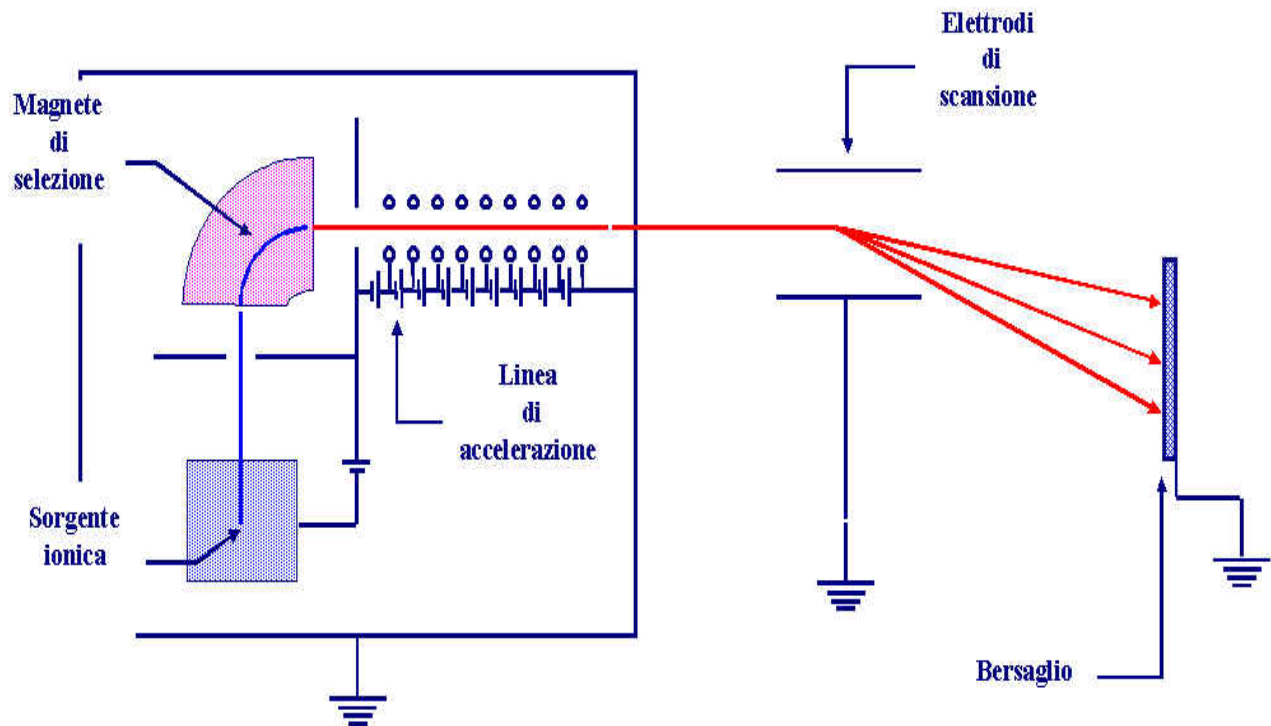 Elettrodi
di
scansione
Magnete
di
selezione
Linea
di
accelerazione
Sorgente
ionica
Bersaglio